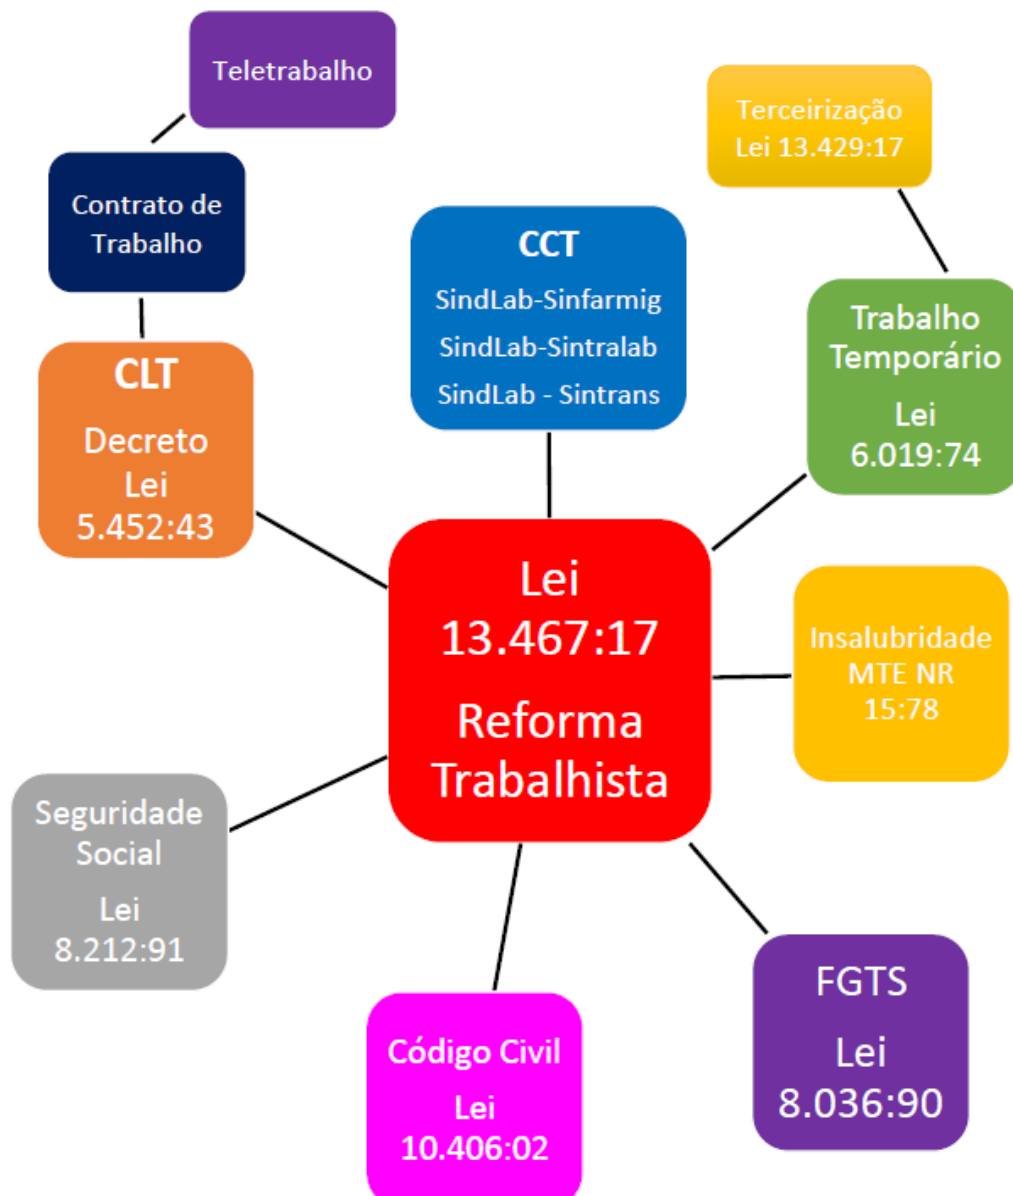 Teletrabalho
Terceirização
Lei 13.429:17
Contrato de
Trabalho
CCT
SindLab-Sinfarmig
SindLab-Sintralab
SindLab - Sintrans
Trabalho
Temporário
Lei
6.019:74
CLT
Decreto
Lei
5.452:43
Lei
13.467:17
Reforma
Trabalhista
Insalubridade
MTE NR
15:78
Seguridade
Social
Lei
8.212:91
FGTS
Lei
8.036:90
Código Civil
Lei
10.406:02